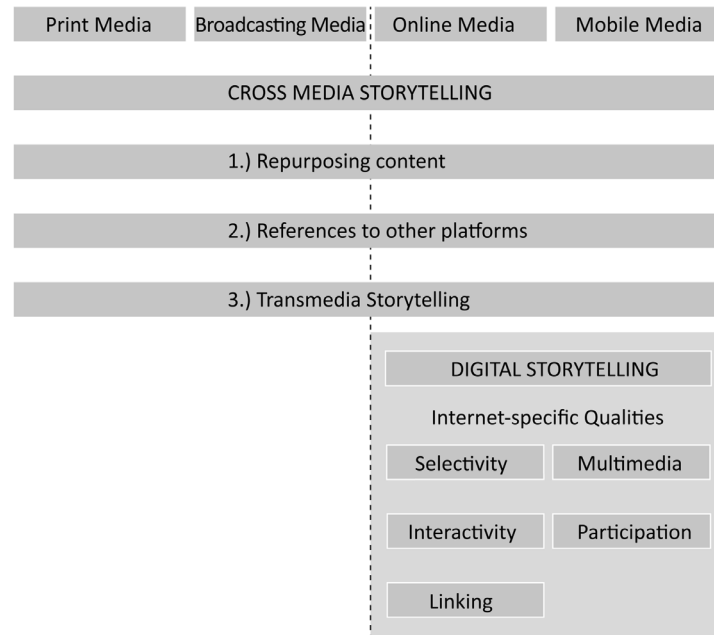 Print Media
Broadcasting Media
Online Media
Mobile Media
CROSS MEDIA STORYTELLING
1.) Repurposing content
2.) References to other platforms
3.) Transmedia Storytelling
DIGITAL STORYTELLING
Internet-specific Qualities
Selectivity
Multimedia
Interactivity
Participation
Linking